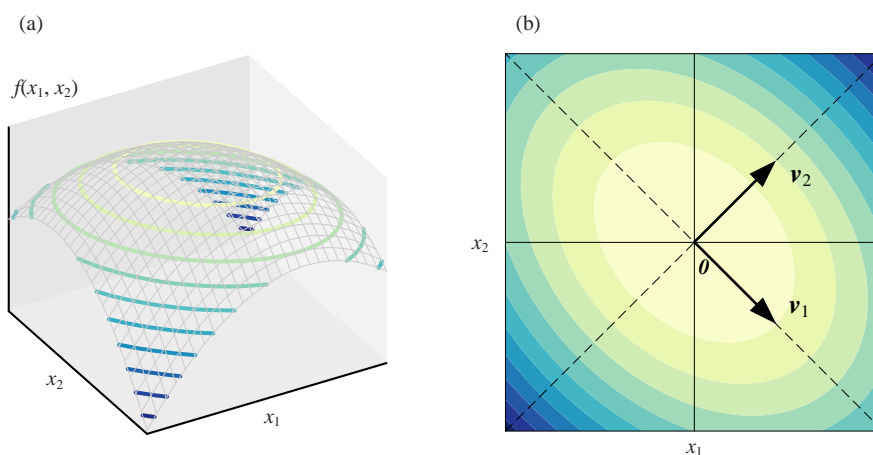 (a)
f(x₁, x₂)
x₂
x₁
(b)
v₂
x₂
0
v₁
x₁